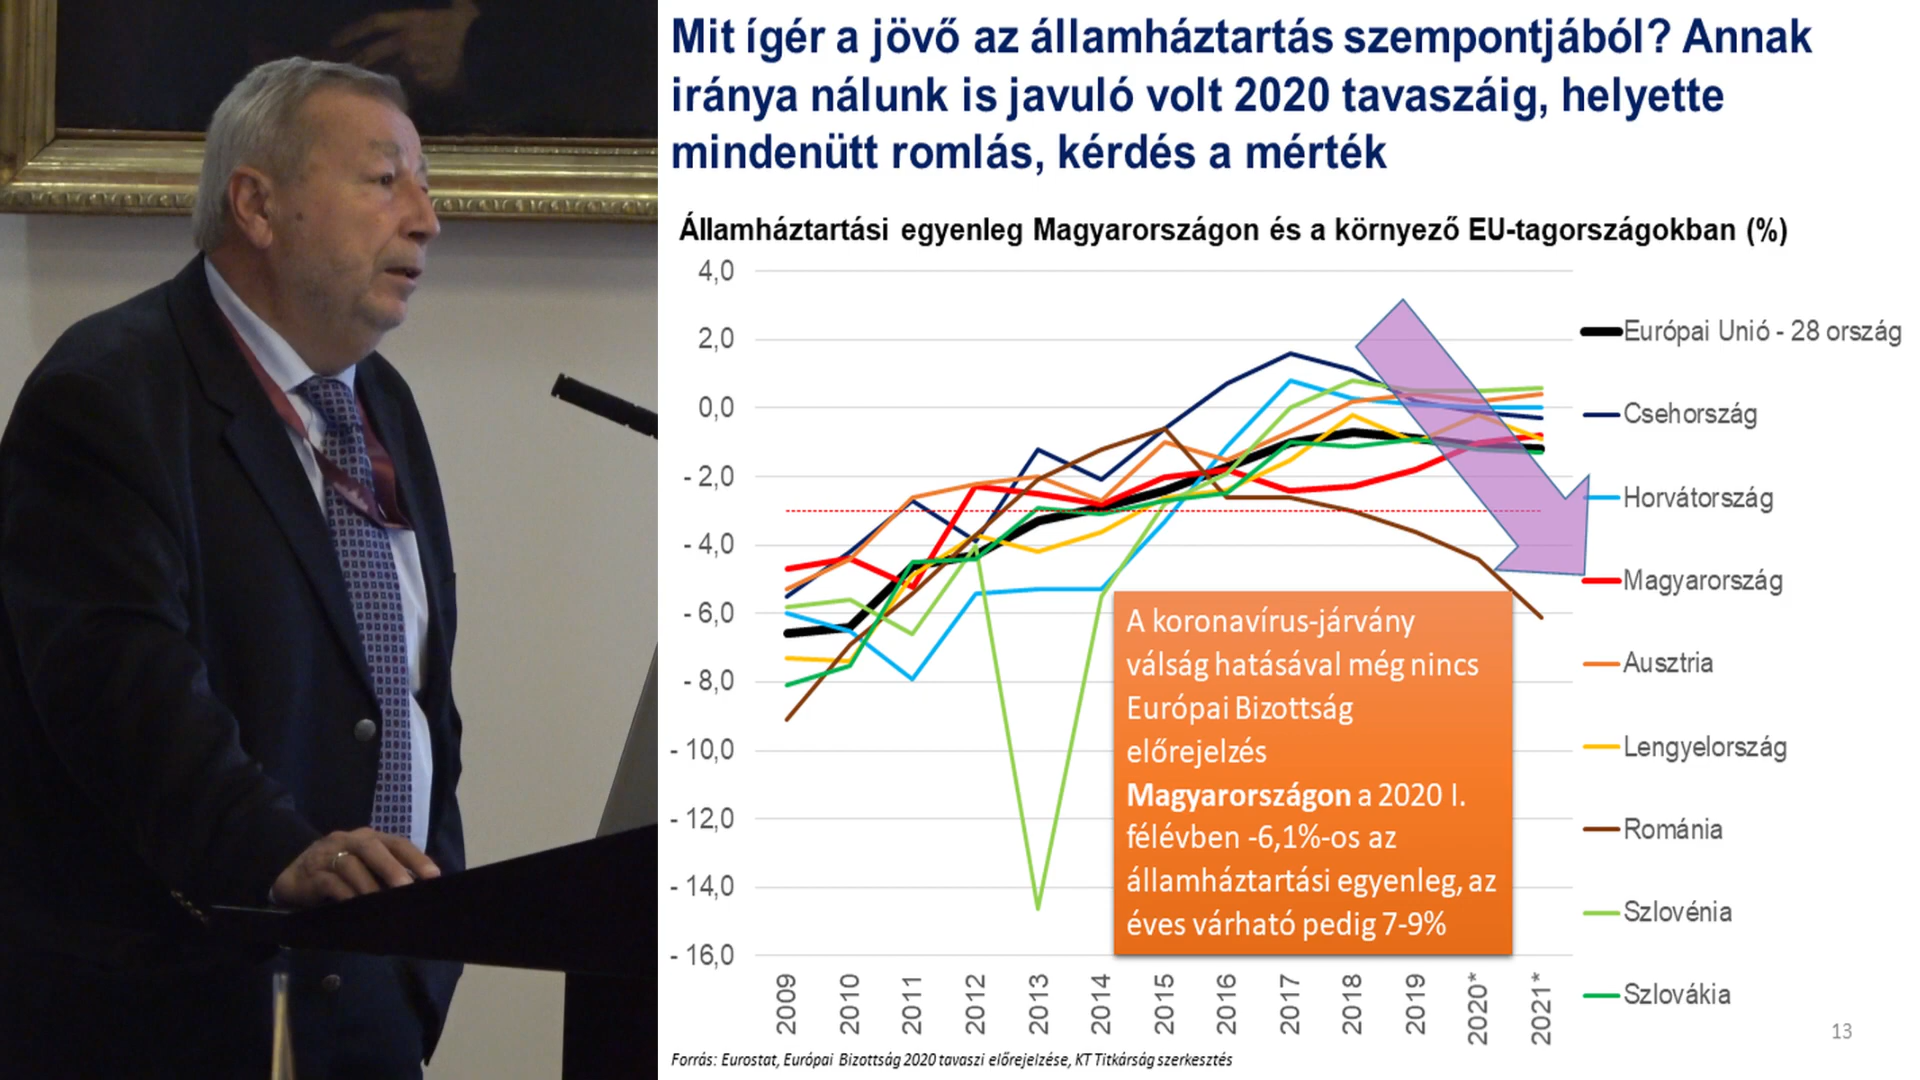 Mit ígér a jövő az államháztartás szempontjából? Annak
iránya nálunk is javuló volt 2020 tavaszáig, helyette
mindenütt romlás, kérdés a mérték
Államháztartási egyenleg Magyarországon és a környező EU-tagországokban (%)
4,0
2,0
0,0
- 2,0
- 4,0
- 6,0
- 8,0
- 10,0
- 12,0
- 14,0
- 16,0
2009
2010
2011
2012
2013
2014
2015
2016
2017
2018
2019
2020*
2021*
Európai Unió - 28 ország
Csehország
Horvátország
Magyarország
Ausztria
Lengyelország
Románia
Szlovénia
Szlovákia
A koronavírus-járvány
válság hatásával még nincs
Európai Bizottság
előrejelzés
Magyarországon a 2020 I.
félévben -6,1%-os az
államháztartási egyenleg, az
éves várható pedig 7-9%
Forrás: Eurostat, Európai Bizottság 2020 tavaszi előrejelzése, KT Titkárság szerkesztés
13